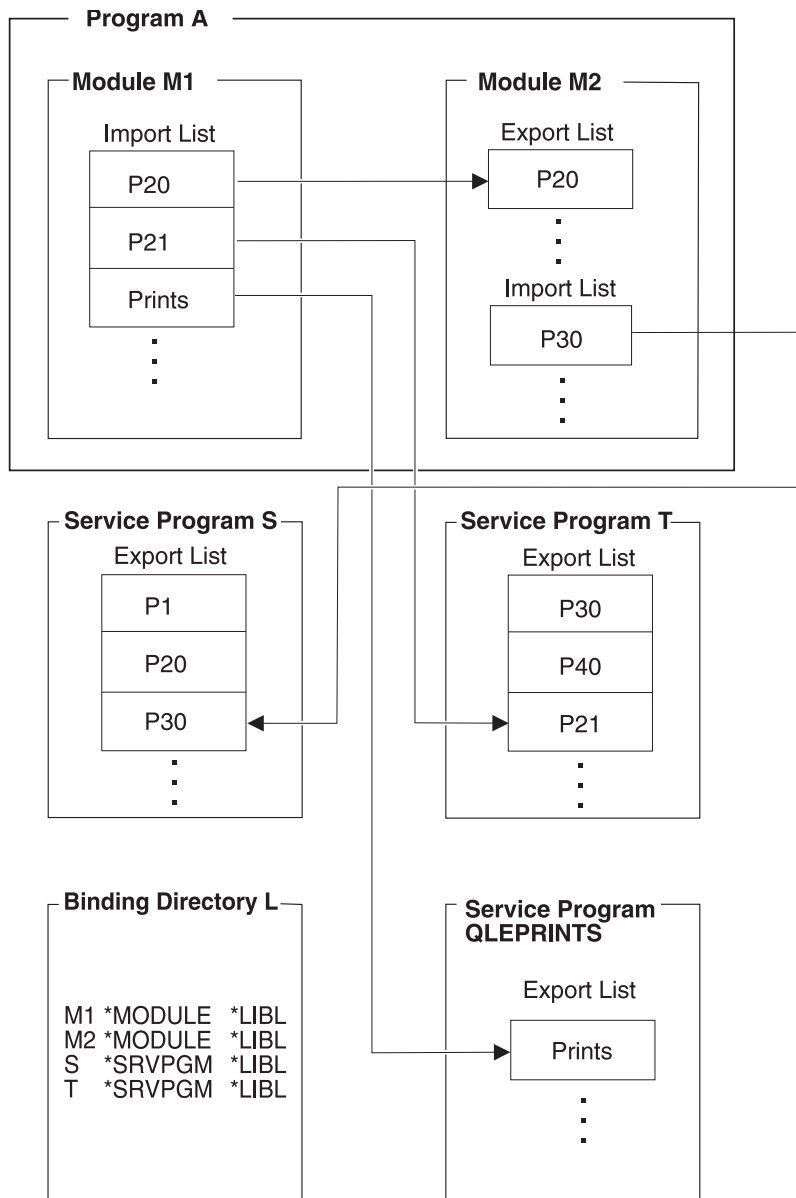 Program A
Module M1
Import List
P20
P21
Prints
Module M2
Export List
P20
Import List
P30
Service Program S
Export List
P1
P20
P30
Service Program T
Export List
P30
P40
P21
Binding Directory L
M1 *MODULE *LIBL
M2 *MODULE *LIBL
S *SRVPGM *LIBL
T *SRVPGM *LIBL
Service Program
QLEPRINTS
Export List
Prints